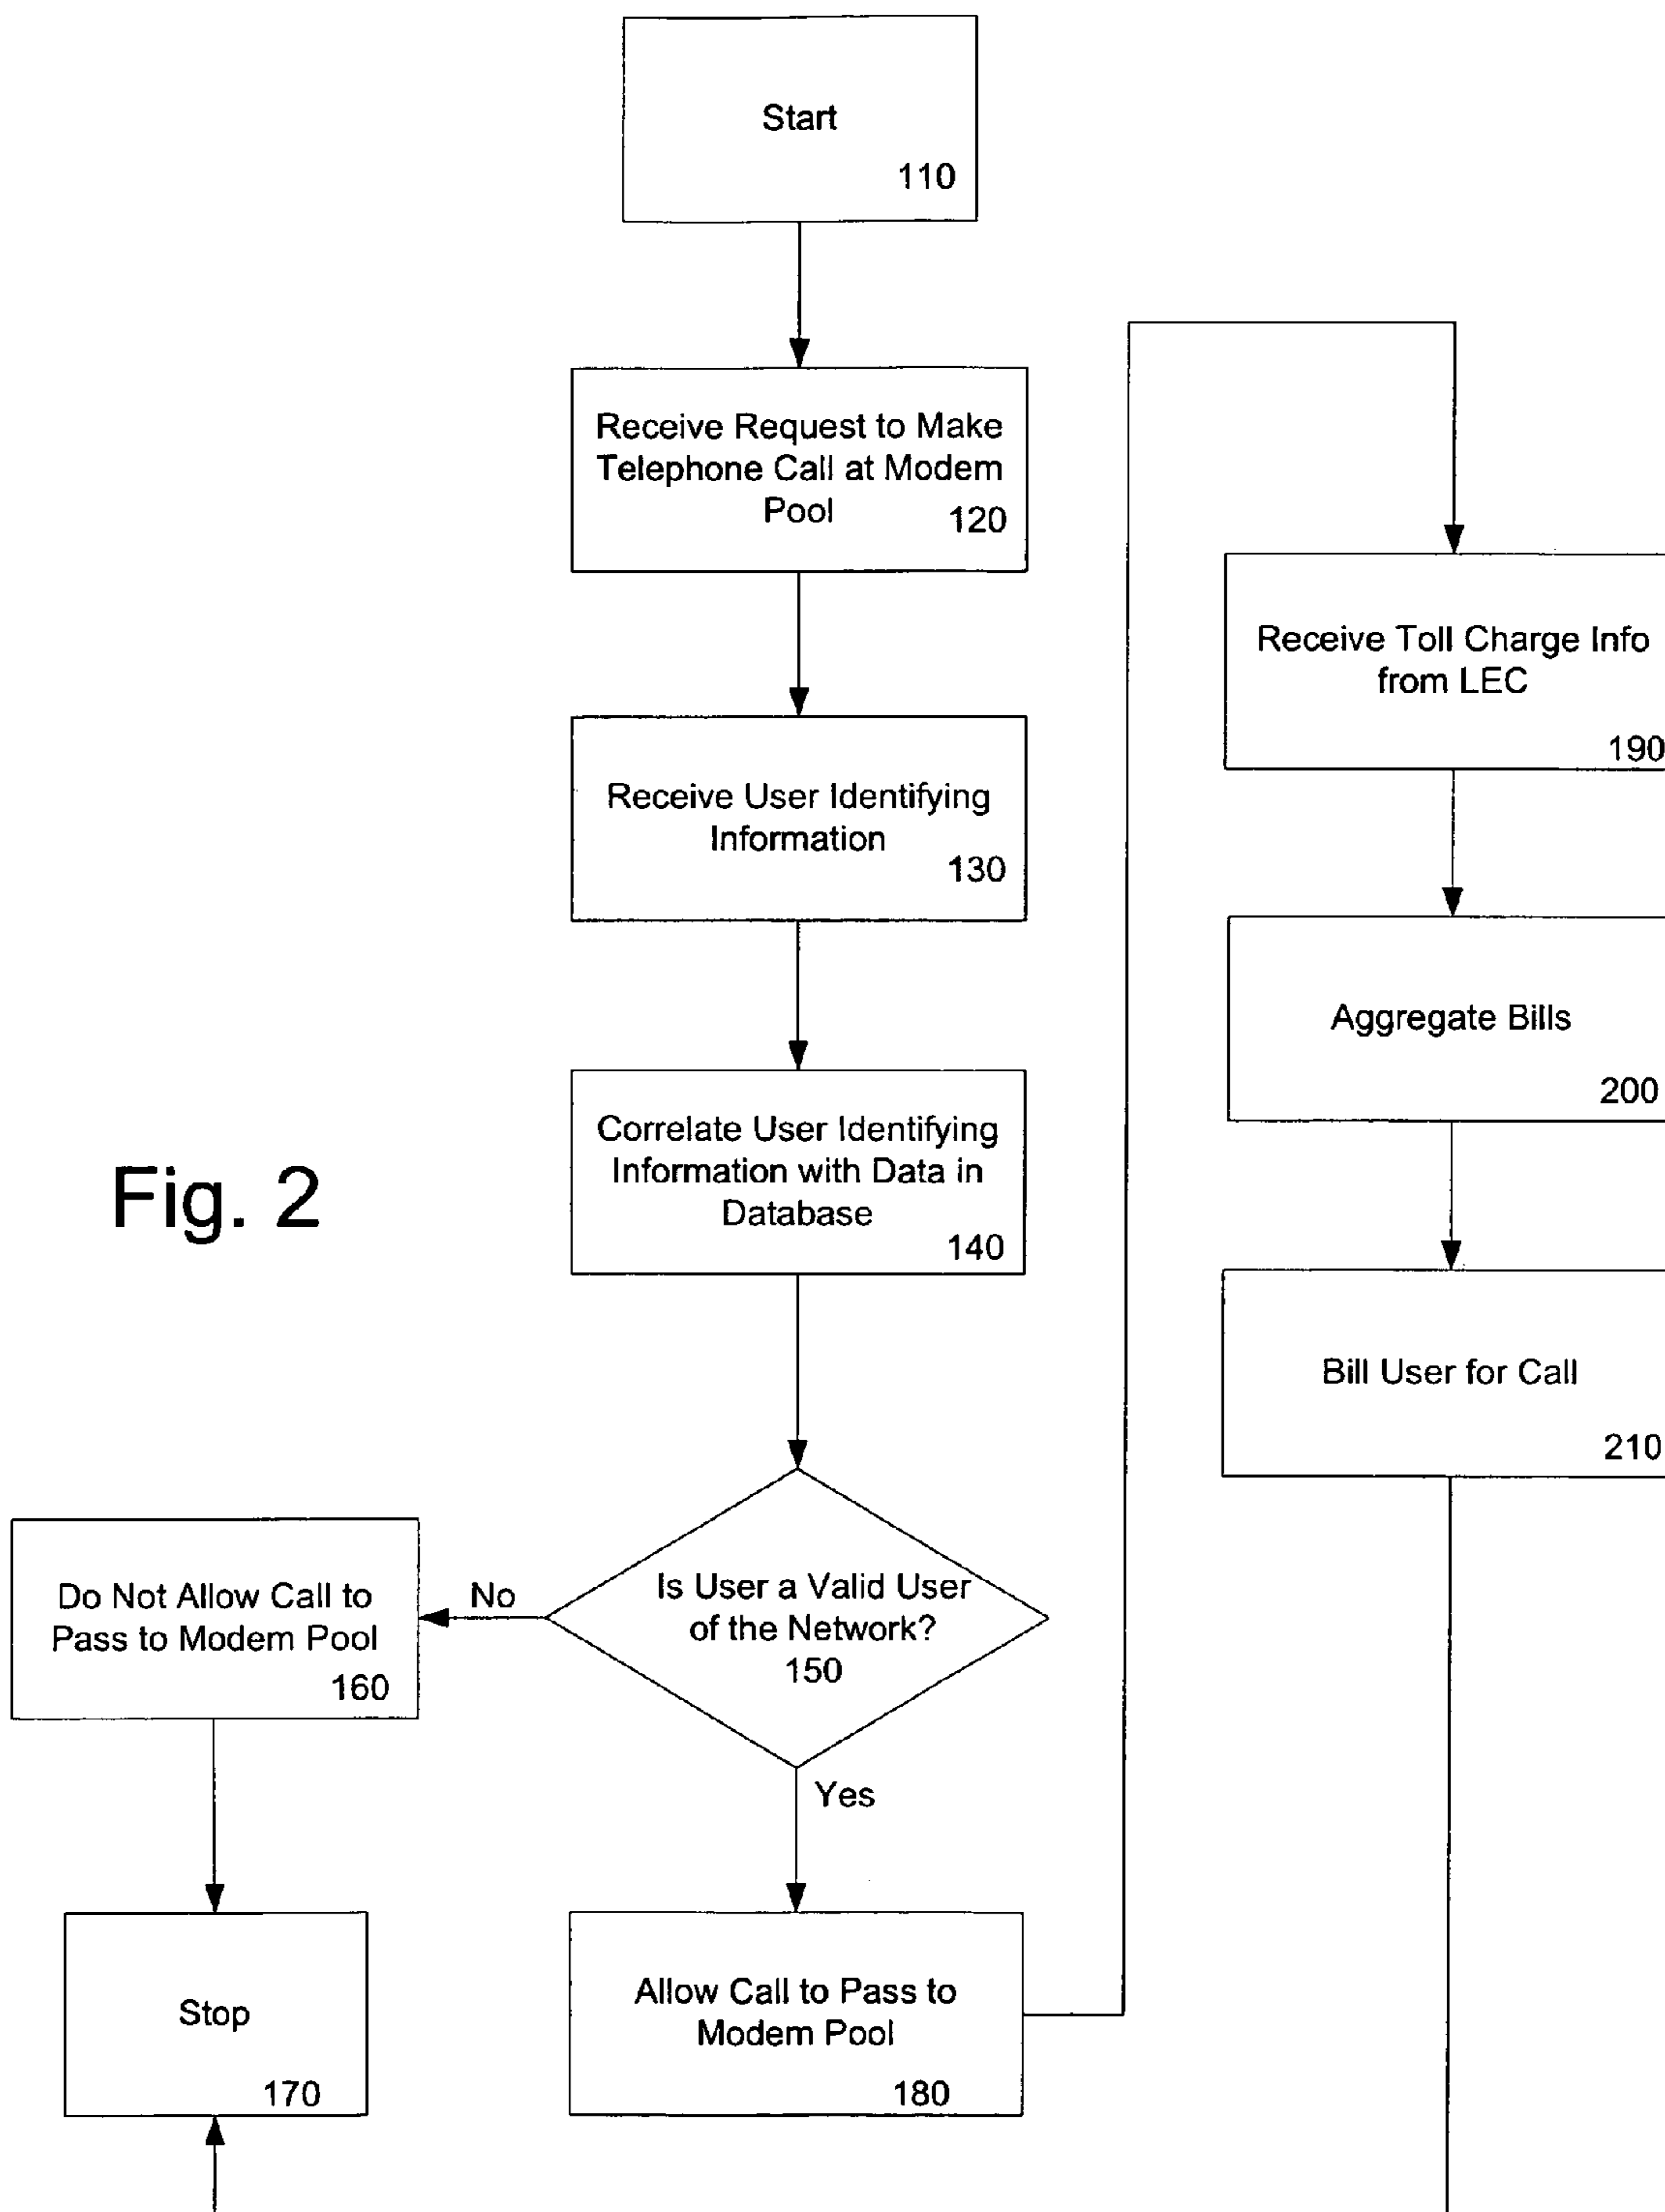 Start
110
Receive Request to Make
Telephone Call at Modem
Pool
120
Receive User Identifying
Information
130
Correlate User Identifying
Information with Data in
Database
140
Is User a Valid User
of the Network?
150
No
Do Not Allow Call to
Pass to Modem Pool
160
Stop
170
Yes
Allow Call to Pass to
Modem Pool
180
Receive Toll Charge Info
from LEC
190
Aggregate Bills
200
Bill User for Call
210
Fig. 2